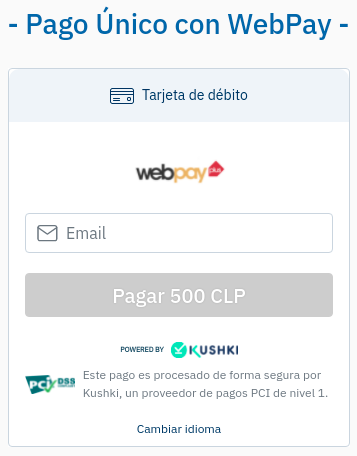 - Pago Único con WebPay -
Tarjeta de débito
webpay plus
Email
Pagar 500 CLP
POWERED BY KUSHKI
PCI DSS
Este pago es procesado de forma segura por
Kushki, un proveedor de pagos PCI de nivel 1.
Cambiar idioma